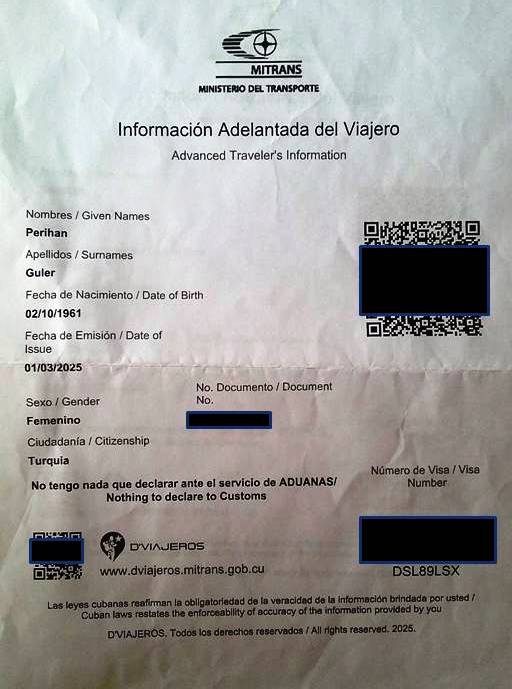 MITRANS
MINISTERIO DEL TRANSPORTE
Información Adelantada del Viajero
Advanced Traveler's Information
Nombres / Given Names
Perihan
Apellidos / Surnames
Guler
Fecha de Nacimiento / Date of Birth
02/10/1961
Fecha de Emisión / Date of
Issue
01/03/2025
No. Documento / Document
No.
Sexo / Gender
Femenino
Ciudadanía / Citizenship
Turquia
Número de Visa / Visa
Number
No tengo nada que declarar ante el servicio de ADUANAS/
Nothing to declare to Customs
D'VIAJEROS
www.dviajeros.mitrans.gob.cu
DSL89LSX
Las leyes cubanas reafirman la obligatoriedad de la veracidad de la información brindada por usted /
Cuban laws restates the enforceability of accuracy of the information provided by you
D'VIAJEROS. Todos los derechos reservados / All rights reserved. 2025.